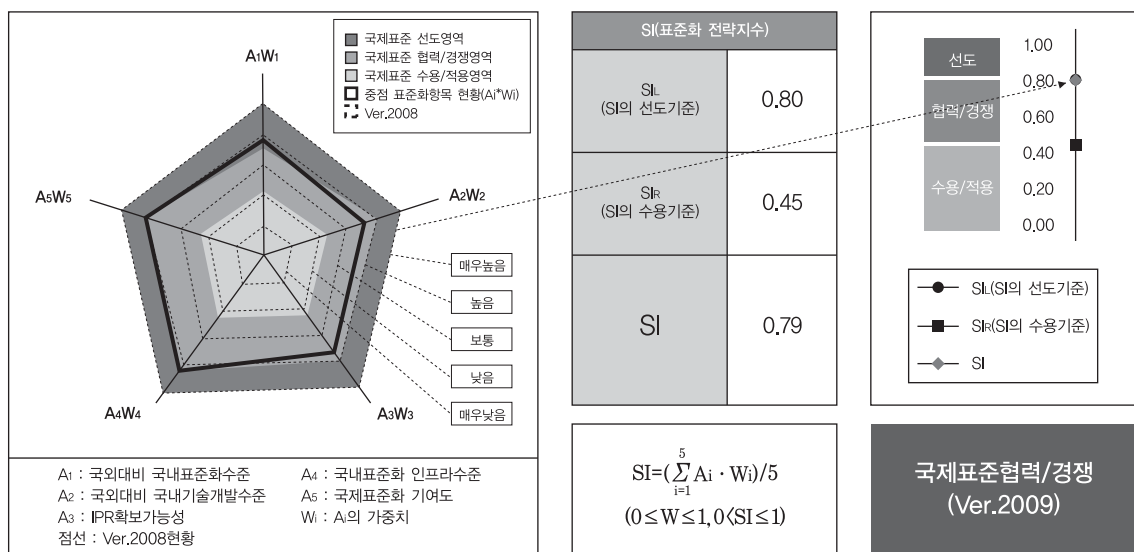 국제표준 선도영역
국제표준 협력/경쟁영역
국제표준 수용/적용영역
중점 표준화항목 현황(Ai*Wi)
Ver.2008
A1W1
A2W2
A3W3
A4W4
A5W5
매우높음
높음
보통
낮음
매우낮음
A1 : 국외대비 국내표준화수준
A2 : 국외대비 국내기술개발수준
A3 : IPR확보가능성
점선 : Ver.2008현황
A4 : 국내표준화 인프라수준
A5 : 국제표준화 기여도
Wi : Ai의 가중치
SI(표준화 전략지수)
SIL
(SI의 선도기준)
0.80
SIR
(SI의 수용기준)
0.45
SI
0.79
SI=(∑Ai · Wi)/5
5
i=1
(0≤W≤1, 0〈SI≤1)
선도
협력/경쟁
수용/적용
1.00
0.80
0.60
0.40
0.20
0.00
SIL(SI의 선도기준)
SIR(SI의 수용기준)
SI
국제표준협력/경쟁
(Ver.2009)